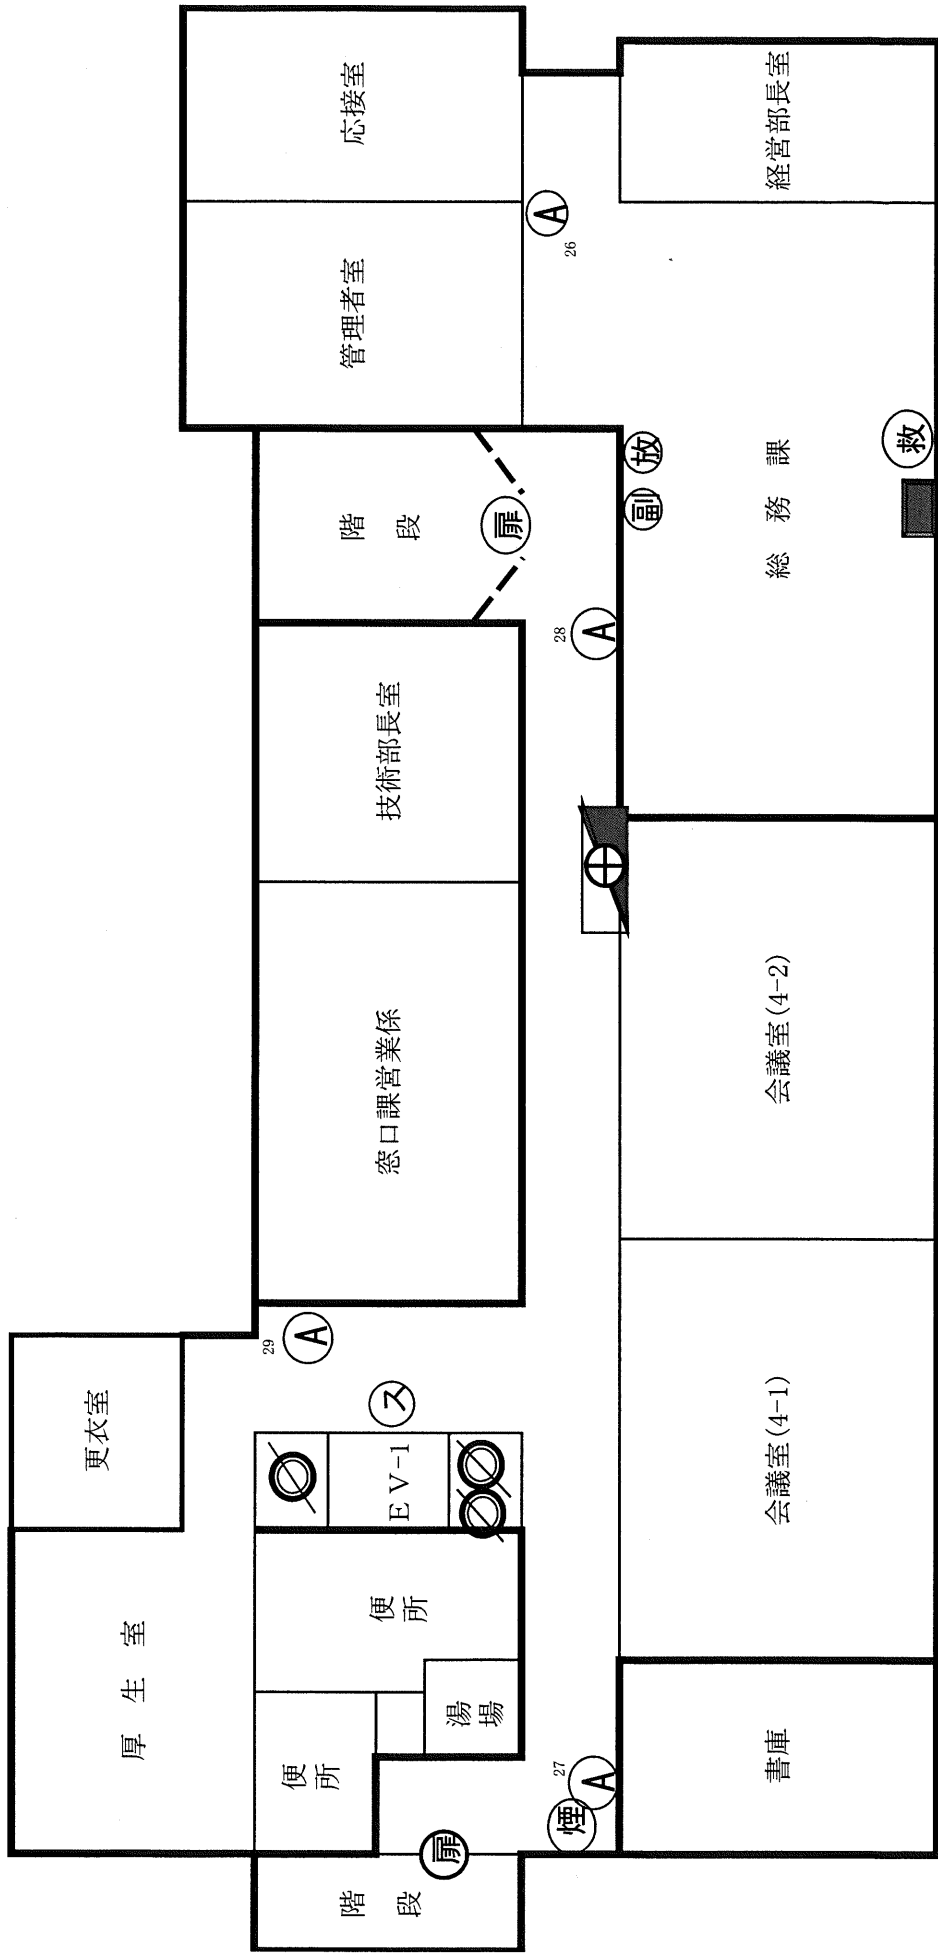 厚生室
更衣室
階段
便所
便所
湯場
扉
EV-1
ス
29
A
窓口課営業係
技術部長室
階段
扉
管理者室
応接室
煙
27
A
28
A
26
A
書庫
会議室(4-1)
会議室(4-2)
総務課
副
放
救
経営部長室